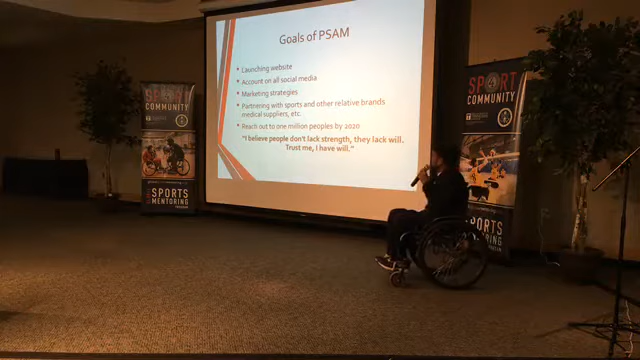 Goals of PSAM
• Launching website
• Account on all social media
• Marketing strategies
• Partnering with sports and other relative brands
medical suppliers, etc.
• Reach out to one million peoples by 2020
"I believe people don't lack strength, they lack will.
Trust me, I have will."
SPORT
COMMUNITY
SPORTS
MENTORING
SPORT
COMMUNITY
SPORTS